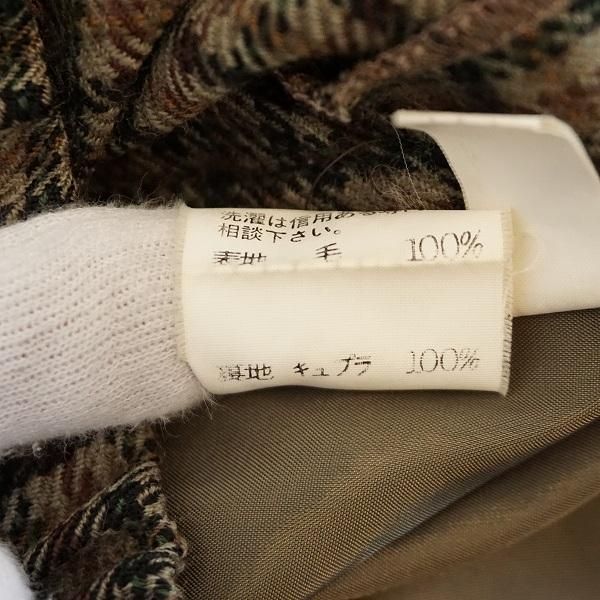 洗濯は信用ある
相談下さい。
表地 毛 100%
裏地 キュプラ 100%